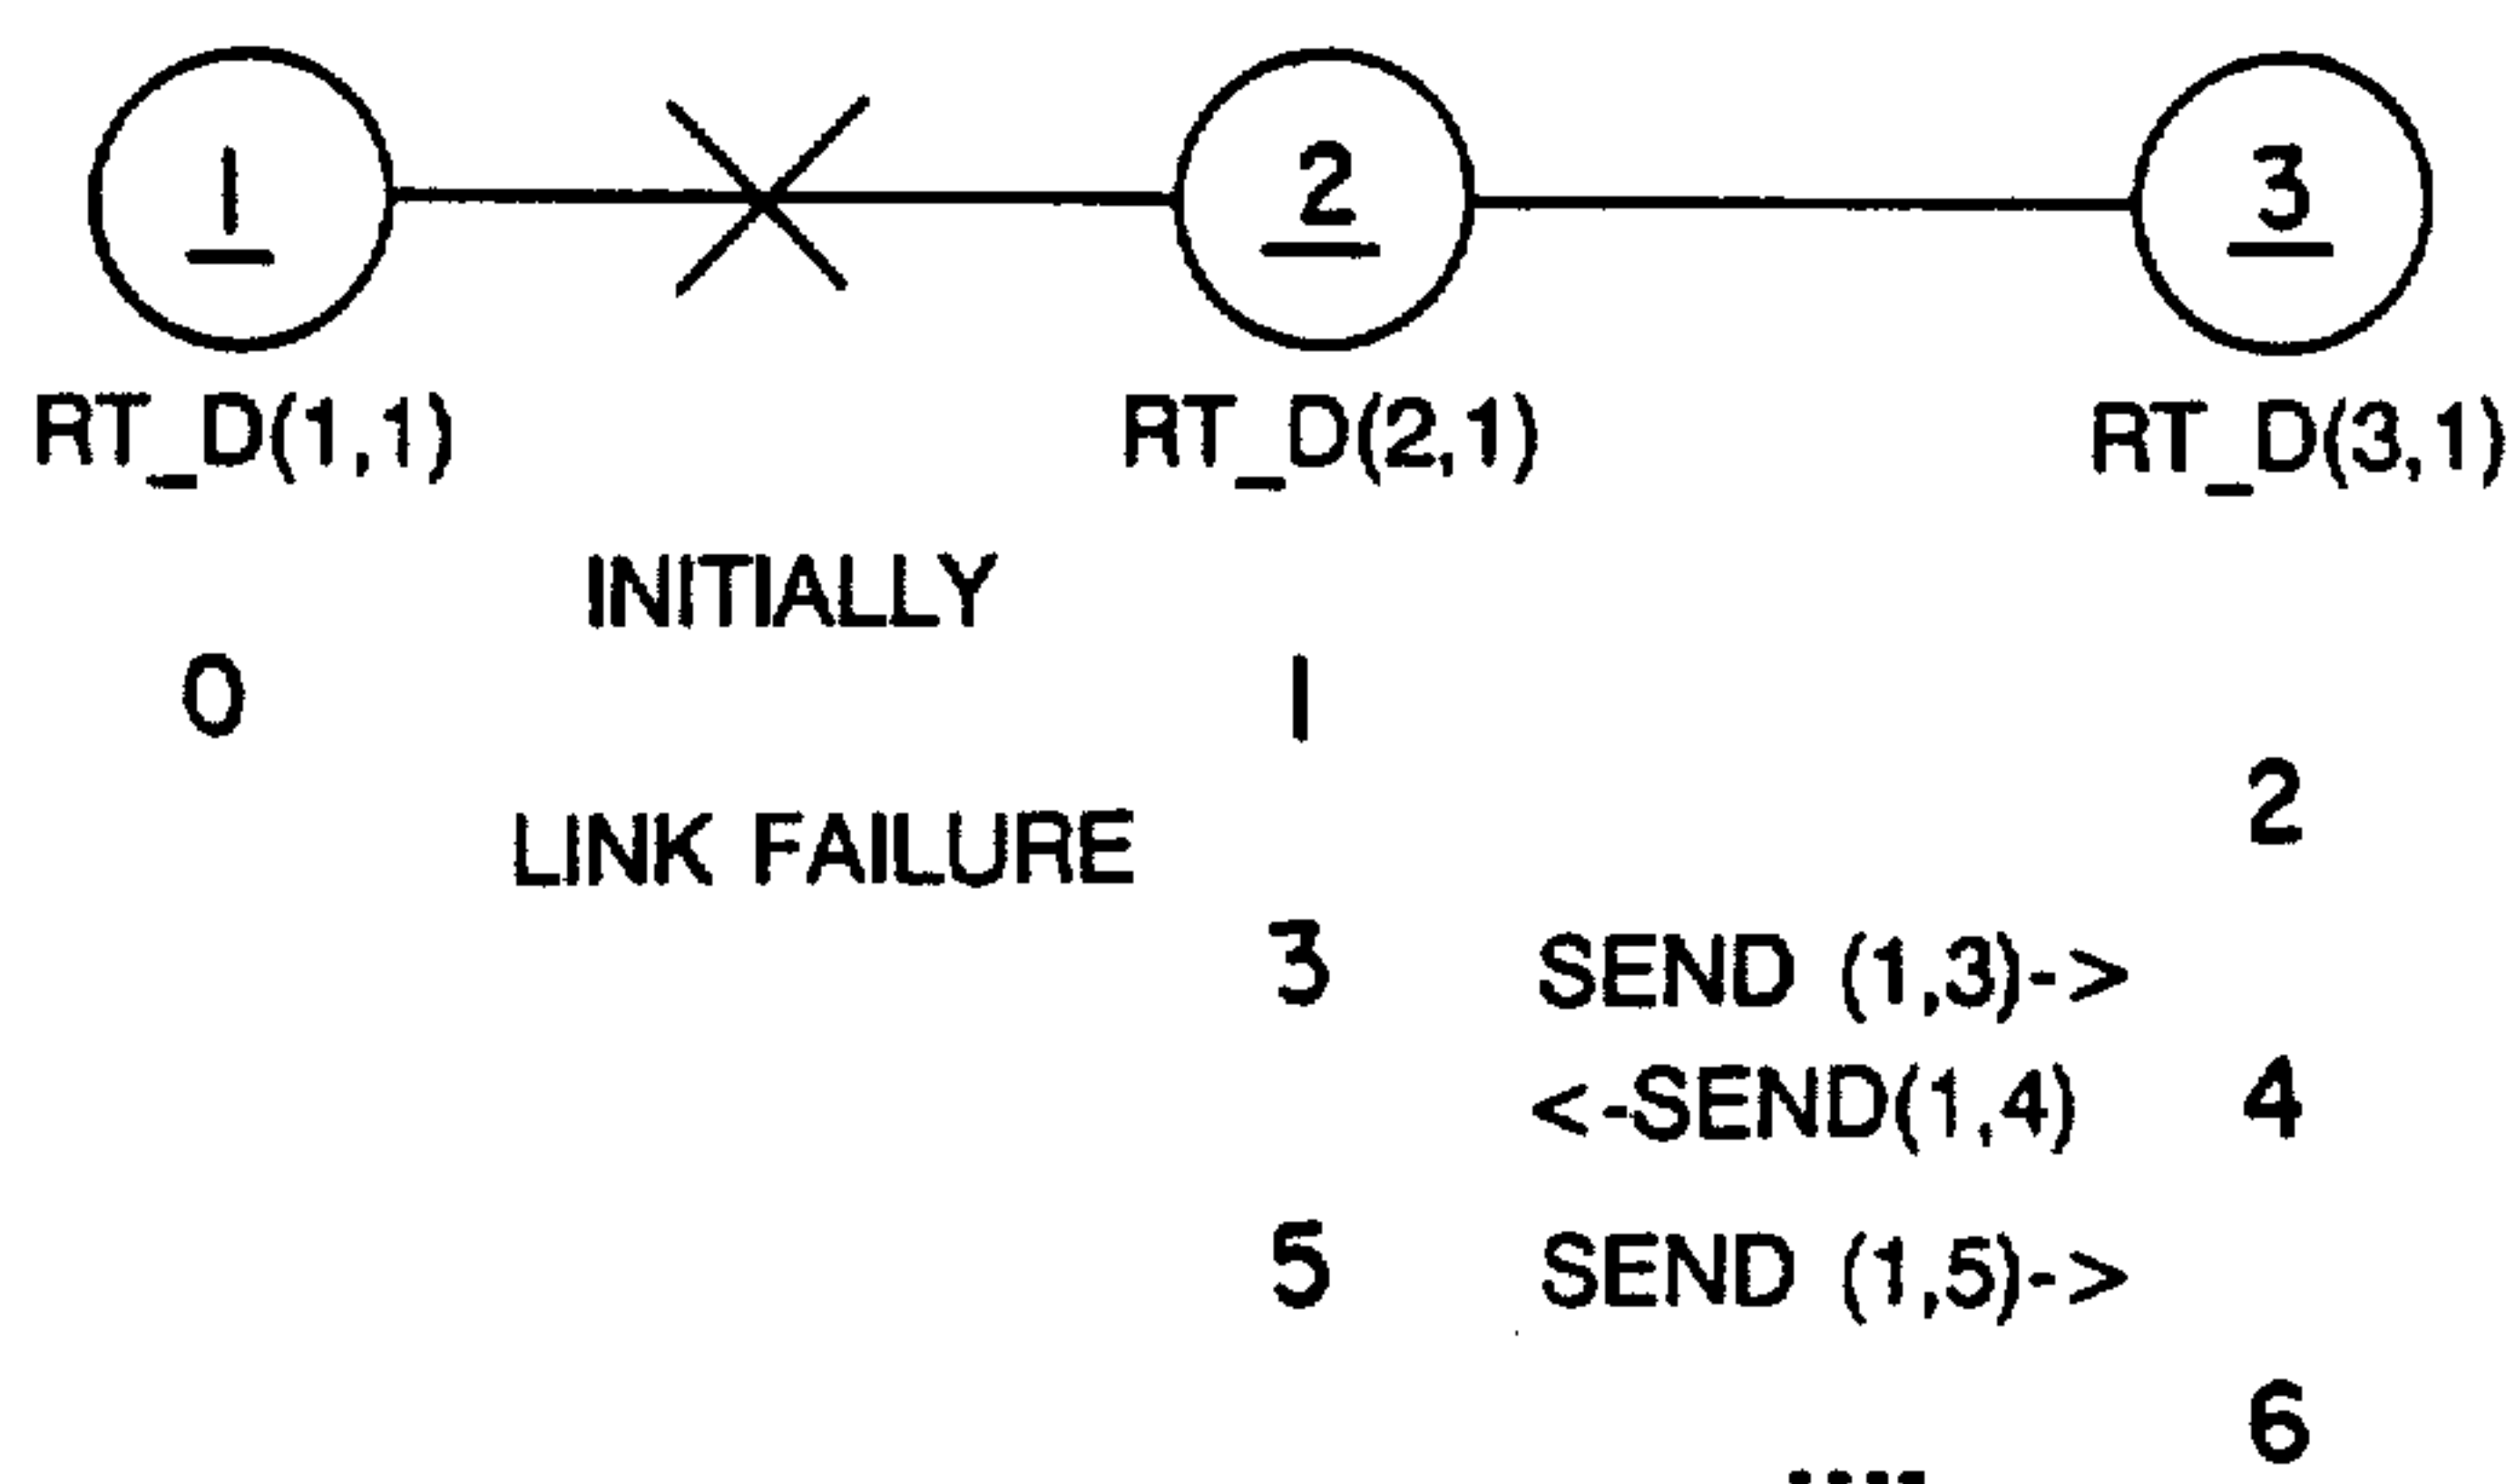 1 2 3
RT_D(1,1) RT_D(2,1) RT_D(3,1)
INITIALLY
0 1
2
LINK FAILURE
3 SEND (1,3)->
<-SEND(1,4) 4
5 SEND (1,5)->
6